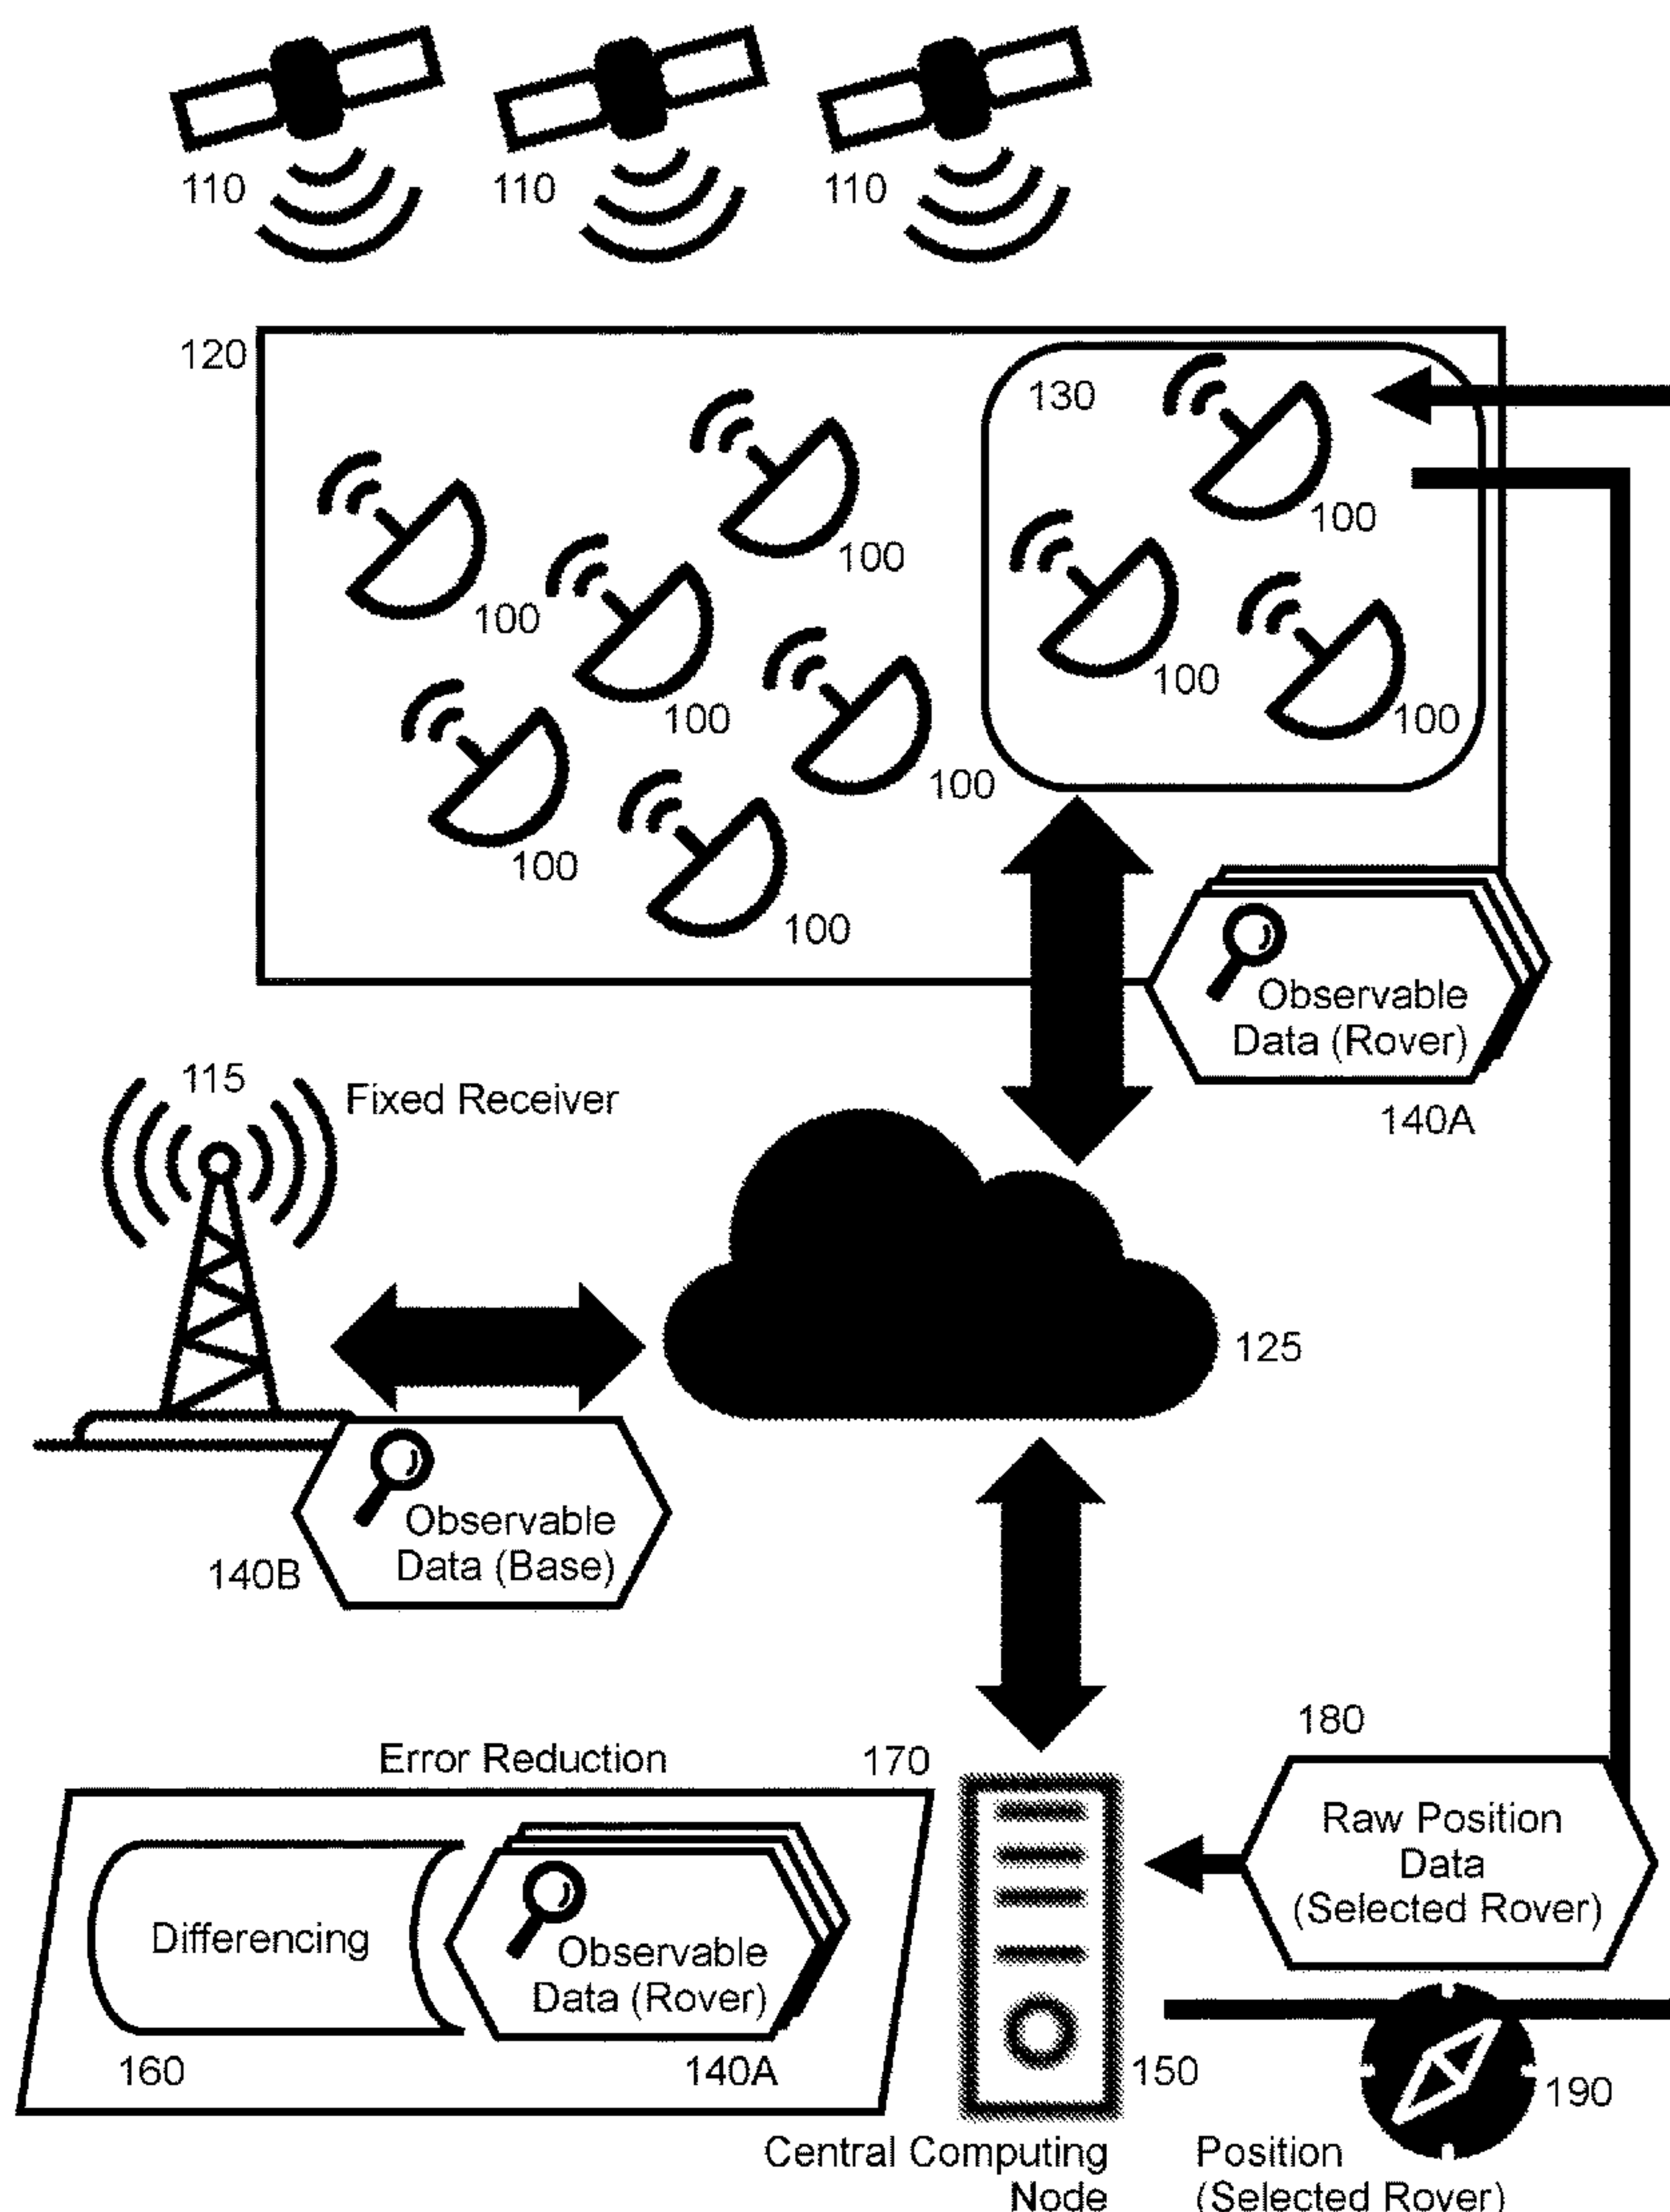 110
110
110
120
130
100
100
100
100
100
100
100
100
100
Observable
Data (Rover)
140A
115
Fixed Receiver
125
Observable
Data (Base)
140B
180
Error Reduction
170
Raw Position
Data
(Selected Rover)
Differencing
Observable
Data (Rover)
160
140A
150
190
Central Computing
Node
Position
(Selected Rover)